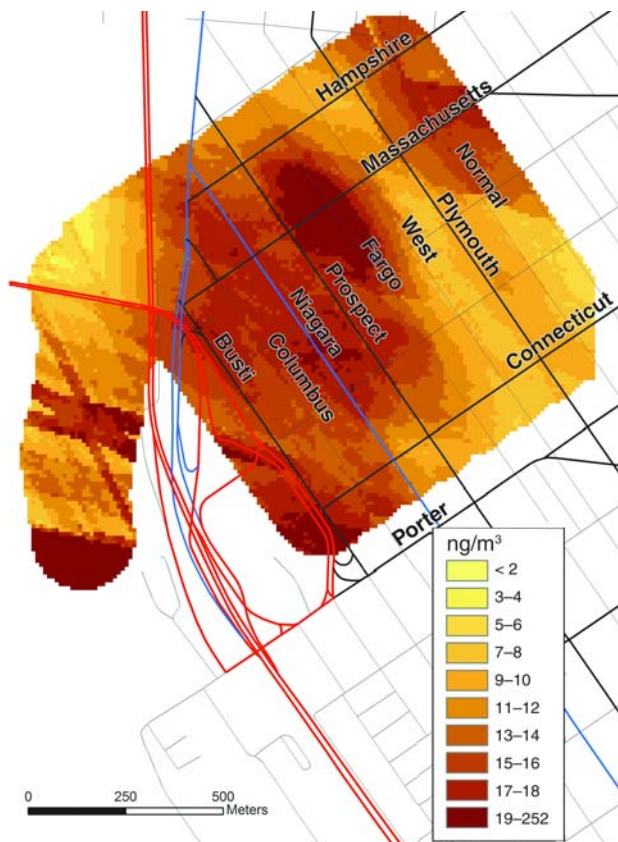 Hampshire
Massachusetts
Normal
Plymouth
West
Fargo
Prospect
Niagara
Columbus
Busti
Connecticut
Porter
ng/m³
< 2
3–4
5–6
7–8
9–10
11–12
13–14
15–16
17–18
19–252
0 250 500
Meters